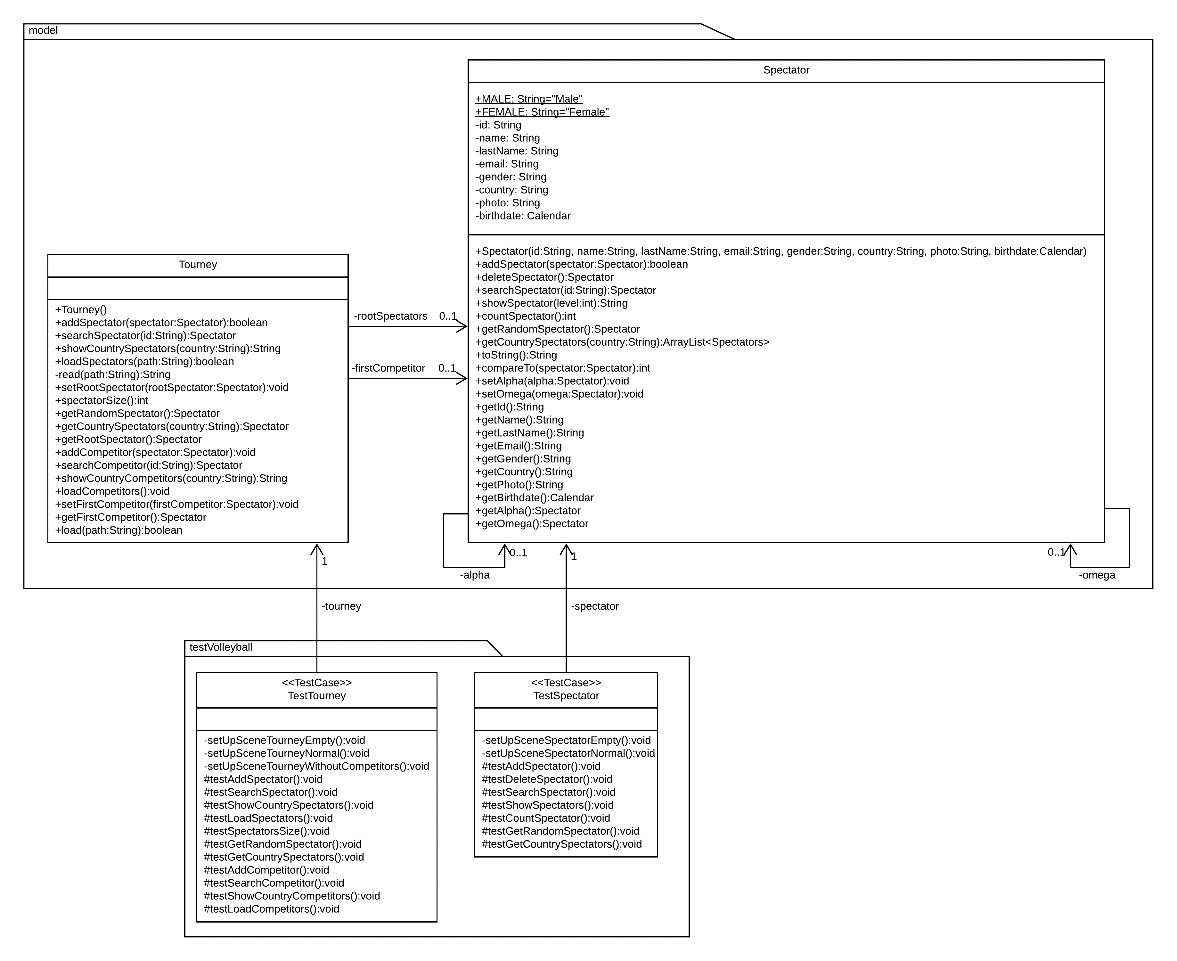 model
Spectator
+MALE: String="Male"
+FEMALE: String="Female"
-id: String
-name: String
-lastName: String
-email: String
-gender: String
-country: String
-photo: String
-birthdate: Calendar
+Spectator(id:String, name:String, lastName:String, email:String, gender:String, country:String, photo:String, birthdate:Calendar)
+addSpectator(spectator:Spectator):boolean
+deleteSpectator():Spectator
+searchSpectator(id:String):Spectator
+showSpectator(level:int):String
+countSpectator():int
+getRandomSpectator():Spectator
+getCountrySpectators(country:String):ArrayList<Spectators>
+toString():String
+compareTo(spectator:Spectator):int
+setAlpha(alpha:Spectator):void
+setOmega(omega:Spectator):void
+getId():String
+getName():String
+getLastName():String
+getEmail():String
+getGender():String
+getCountry():String
+getPhoto():String
+getBirthdate():Calendar
+getAlpha():Spectator
+getOmega():Spectator
Tourney
+Tourney()
+addSpectator(spectator:Spectator):boolean
+searchSpectator(id:String):Spectator
+showCountrySpectators(country:String):String
+loadSpectators(path:String):boolean
-read(path:String):String
+setRootSpectator(rootSpectator:Spectator):void
+spectatorSize():int
+getRandomSpectator():Spectator
+getCountrySpectators(country:String):Spectator
+getRootSpectator():Spectator
+addCompetitor(spectator:Spectator):void
+searchCompetitor(id:String):Spectator
+showCountryCompetitors(country:String):String
+loadCompetitors():void
+setFirstCompetitor(firstCompetitor:Spectator):void
+getFirstCompetitor():Spectator
+load(path:String):boolean
-rootSpectators 0..1
-firstCompetitor 0..1
0..1
-alpha
0..1
-omega
1
-tourney
1
-spectator
testVolleyball
<<TestCase>>
TestTourney
-setUpSceneTourneyEmpty():void
-setUpSceneTourneyNormal():void
-setUpSceneTourneyWithoutCompetitors():void
#testAddSpectator():void
#testSearchSpectator():void
#testShowCountrySpectators():void
#testLoadSpectators():void
#testSpectatorsSize():void
#testGetRandomSpectator():void
#testGetCountrySpectators():void
#testAddCompetitor():void
#testSearchCompetitor():void
#testShowCountryCompetitors():void
#testLoadCompetitors():void
<<TestCase>>
TestSpectator
-setUpSceneSpectatorEmpty():void
-setUpSceneSpectatorNormal():void
#testAddSpectator():void
#testDeleteSpectator():void
#testSearchSpectator():void
#testShowSpectators():void
#testCountSpectator():void
#testGetRandomSpectator():void
#testGetCountrySpectators():void